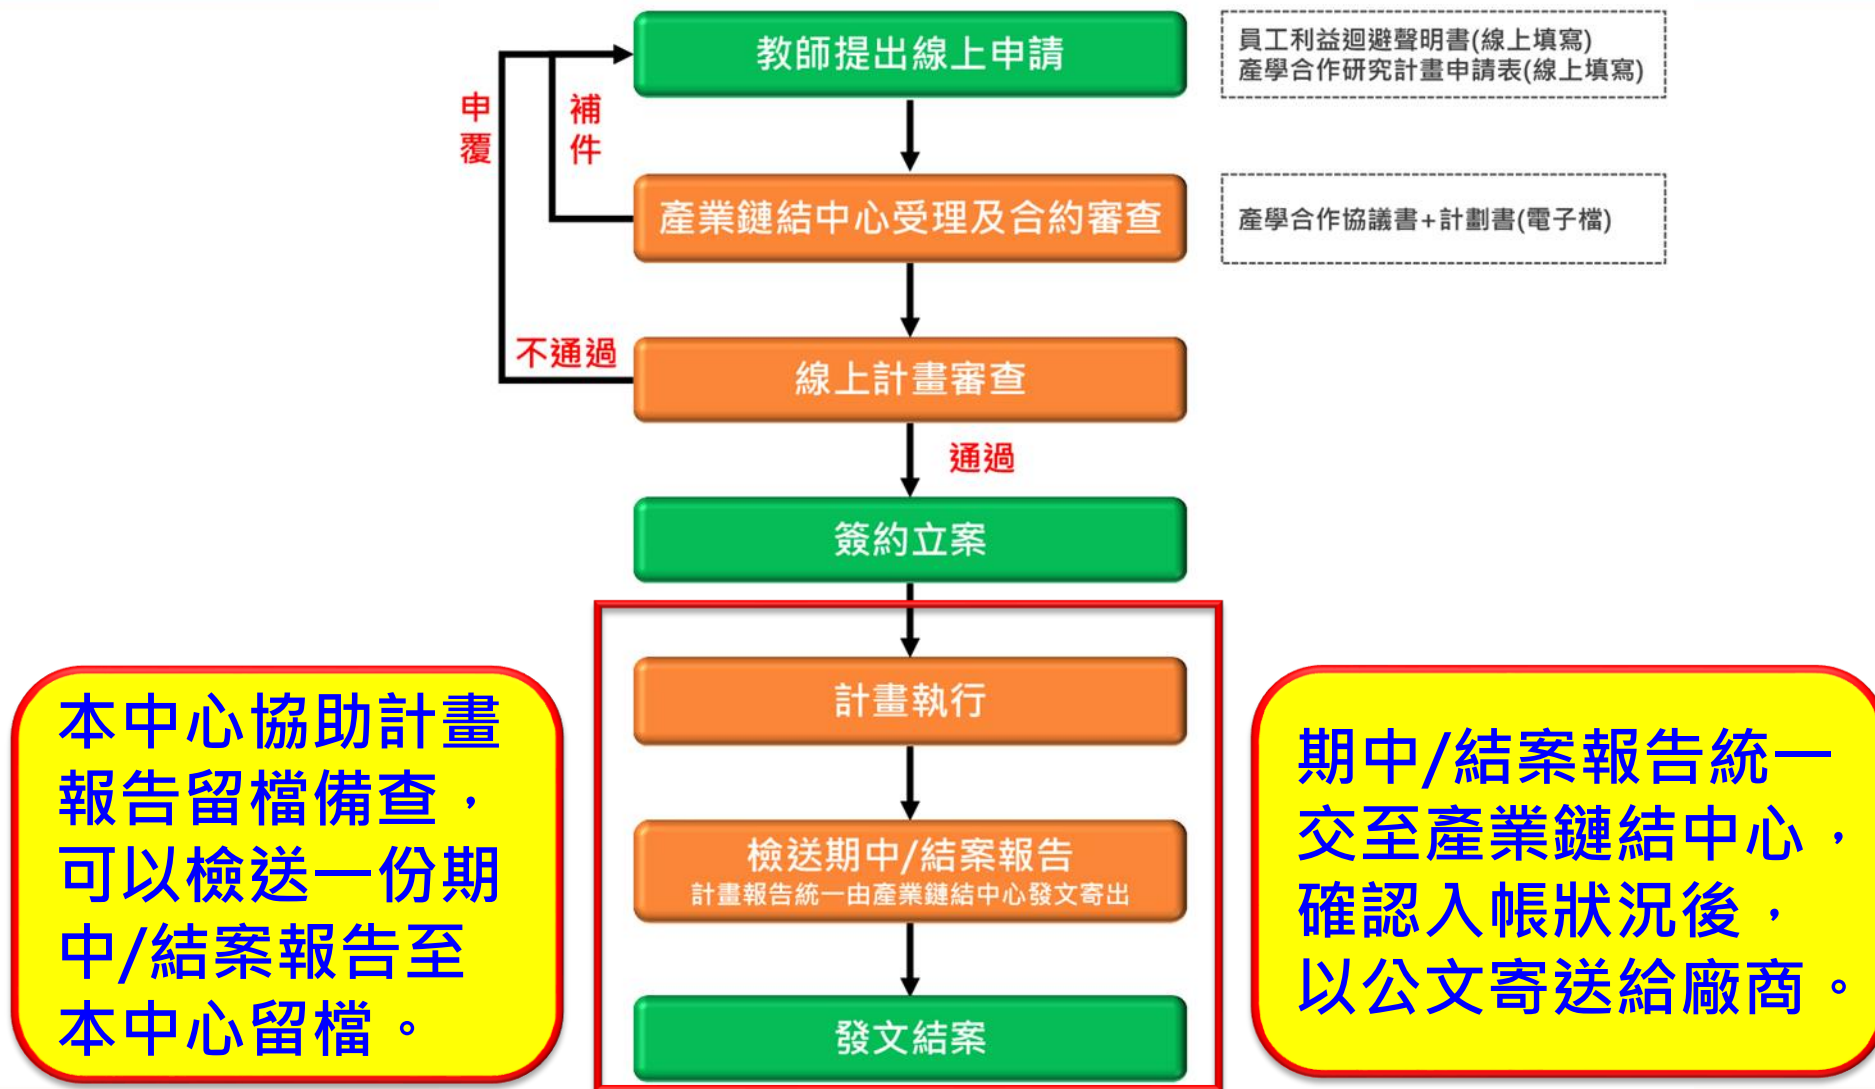 教師提出線上申請
員工利益迴避聲明書(線上填寫)
產學合作研究計畫申請表(線上填寫)
申覆
補件
產業鏈結中心受理及合約審查
產學合作協議書+計劃書(電子檔)
不通過
線上計畫審查
通過
簽約立案
計畫執行
檢送期中/結案報告
計畫報告統一由產業鏈結中心發文寄出
發文結案
本中心協助計畫
報告留檔備查，
可以檢送一份期
中/結案報告至
本中心留檔。
期中/結案報告統一
交至產業鏈結中心，
確認入帳狀況後，
以公文寄送給廠商。